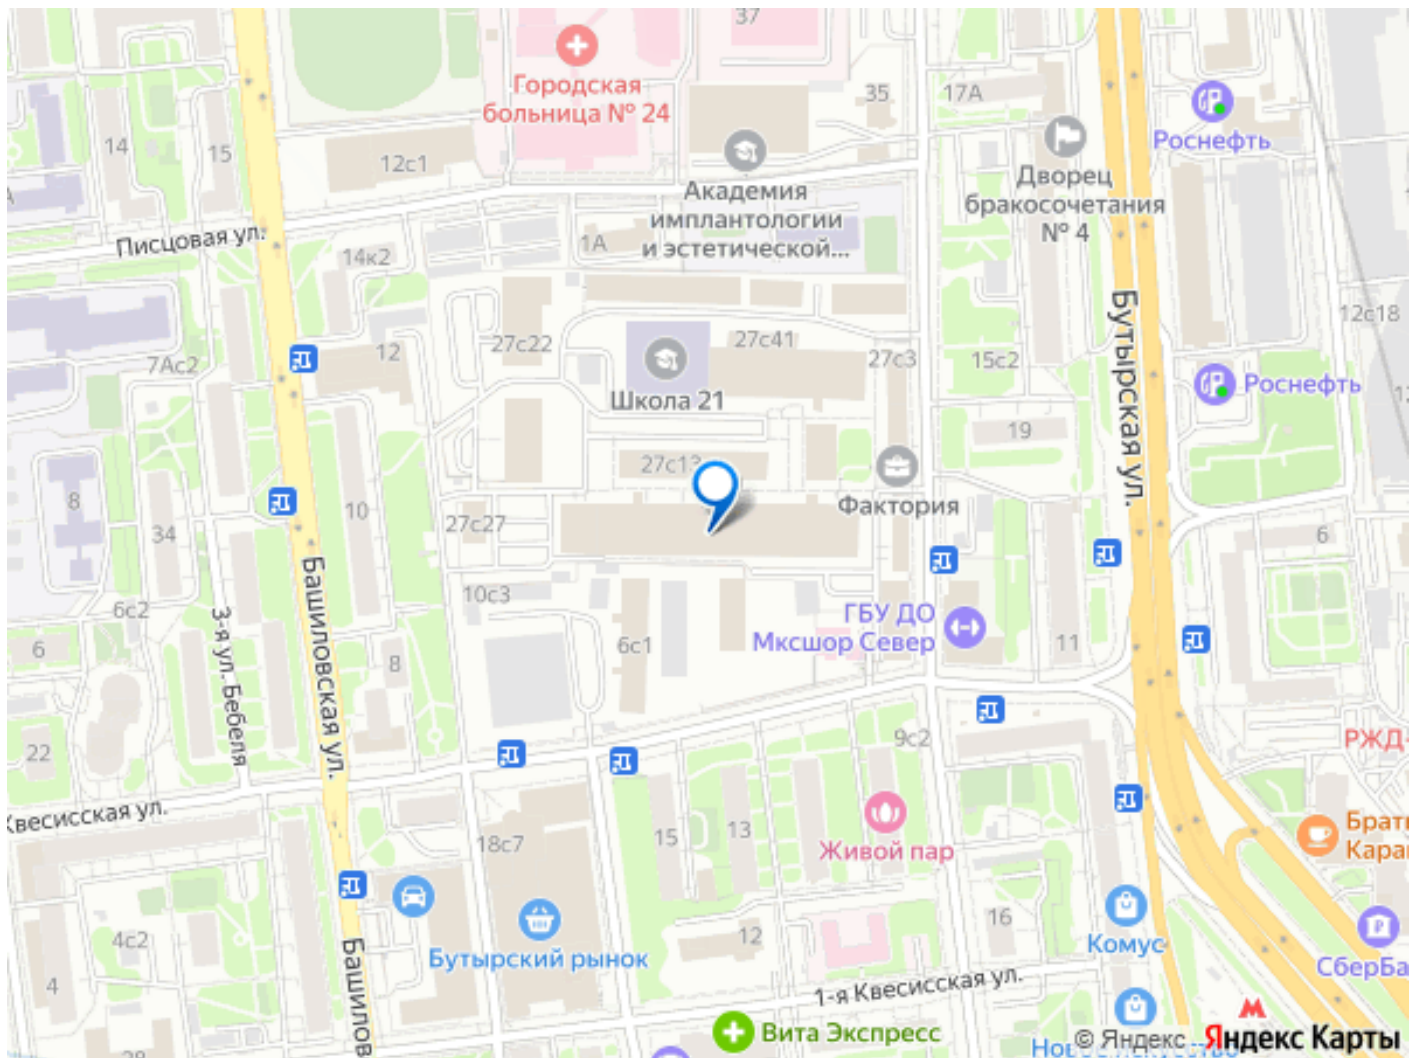 37
Городская
больница № 24
35
17А
Роснефть
14
15
12с1
Академия
имплантологии
и эстетической...
Дворец
бракосочетания
№ 4
Писцовая ул.
1А
14к2
Бутырская ул.
12с18
7Ас2
12
27с22
27с41
27с3
15с2
Школа 21
Роснефть
19
8
10
34
27с13
27с27
Фактория
6
Башиловская ул.
6с2
3-я ул. Бебеля
10с3
6с1
ГБУ ДО
Мксшор Север
11
6
8
22
9с2
РЖД-
Квесисская ул.
18с7
15
13
Живой пар
4с2
4
Бутырский рынок
12
16
Комус
1-я Квесисская ул.
Вита Экспресс
© Яндекс Яндекс Карты